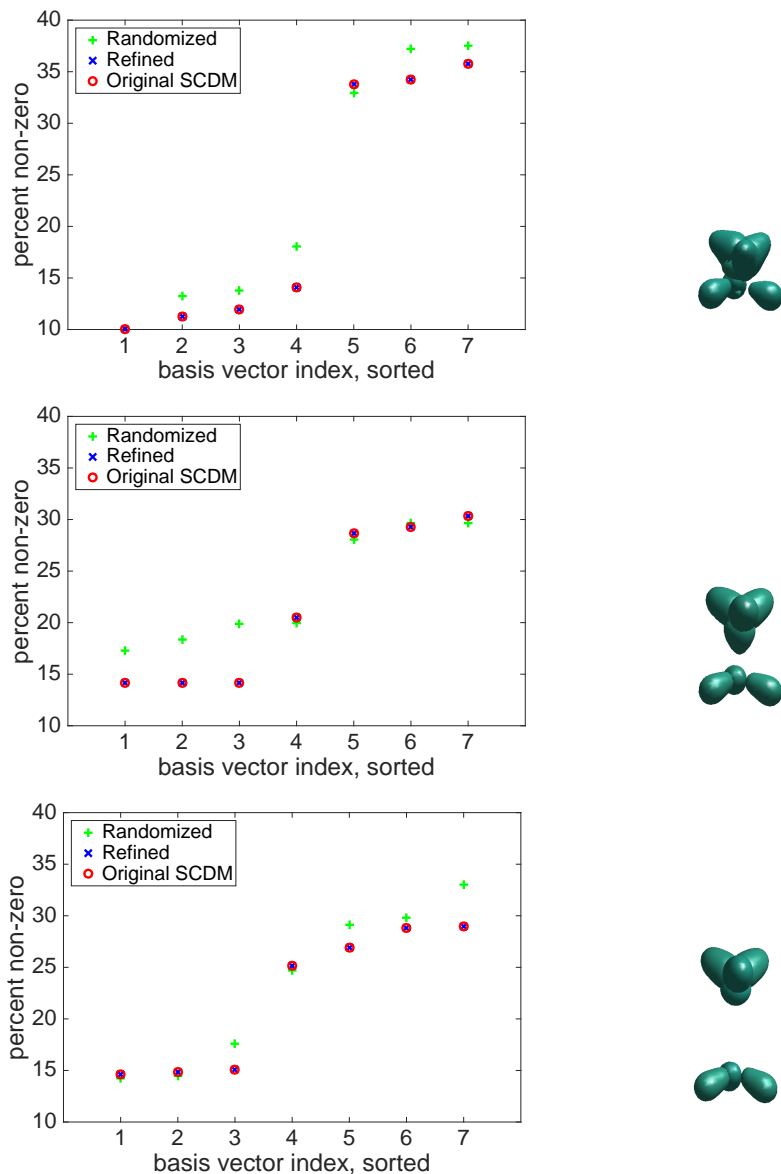 40
35
30
25
20
15
10
percent non-zero
Randomized
Refined
Original SCDM
1 2 3 4 5 6 7
basis vector index, sorted
40
35
30
25
20
15
10
percent non-zero
Randomized
Refined
Original SCDM
1 2 3 4 5 6 7
basis vector index, sorted
40
35
30
25
20
15
10
percent non-zero
Randomized
Refined
Original SCDM
1 2 3 4 5 6 7
basis vector index, sorted